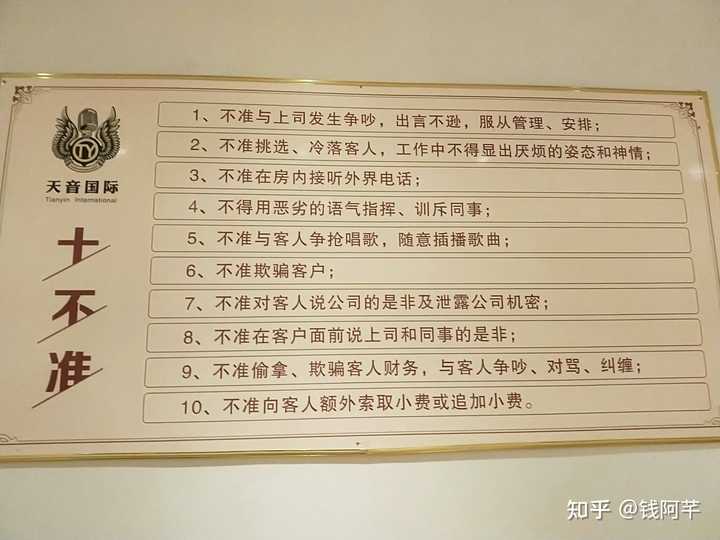 TY
天音国际
Tianyin International
十不准
1、不准与上司发生争吵，出言不逊，服从管理、安排；
2、不准挑选、冷落客人，工作中不得显出厌烦的姿态和神情；
3、不准在房内接听外界电话；
4、不得用恶劣的语气指挥、训斥同事；
5、不准与客人争抢唱歌，随意插播歌曲；
6、不准欺骗客户；
7、不准对客人说公司的是非及泄露公司机密；
8、不准在客户面前说上司和同事的是非；
9、不准偷拿、欺骗客人财务，与客人争吵、对骂、纠缠；
10、不准向客人额外索取小费或追加小费。
知乎 @钱阿芊